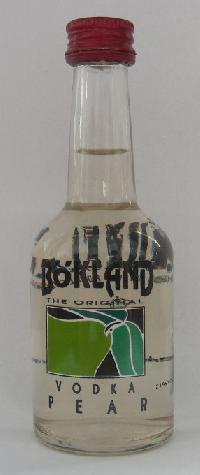 BÖKLAND
THE ORIGINAL
VODKA
PEAR